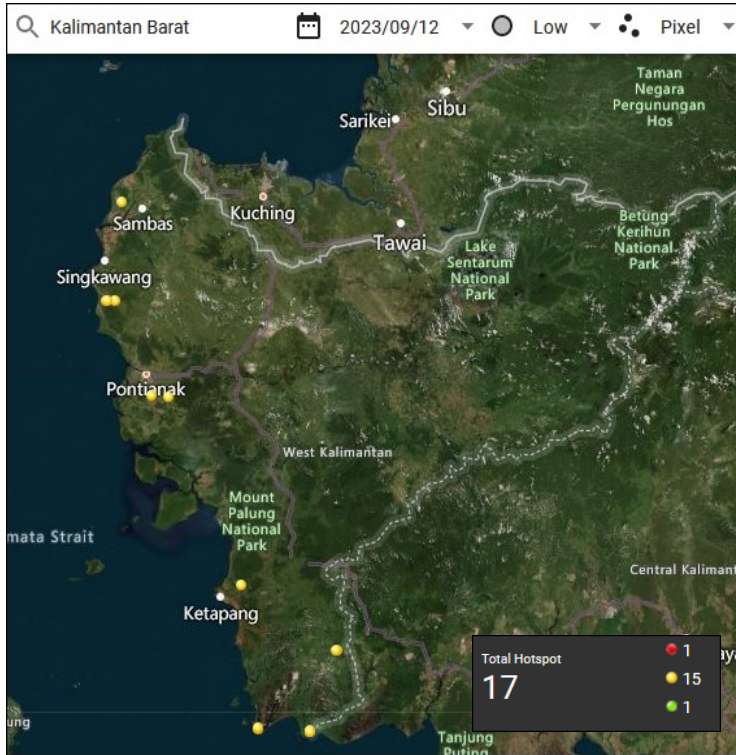 Kalimantan Barat 2023/09/12 Low Pixel
Taman
Negara
Pergunungan
Hos
Sibu
Sarikei
Kuching
Sambas
Tawai
Betung
Kerihun
National
Park
Lake
Sentarum
National
Park
Singkawang
Pontianak
West Kalimantan
Mount
Palung
National
Park
mata Strait
Central Kalimant
Ketapang
Total Hotspot
17
1
15
1
aya
ung
Tanjung
Puting